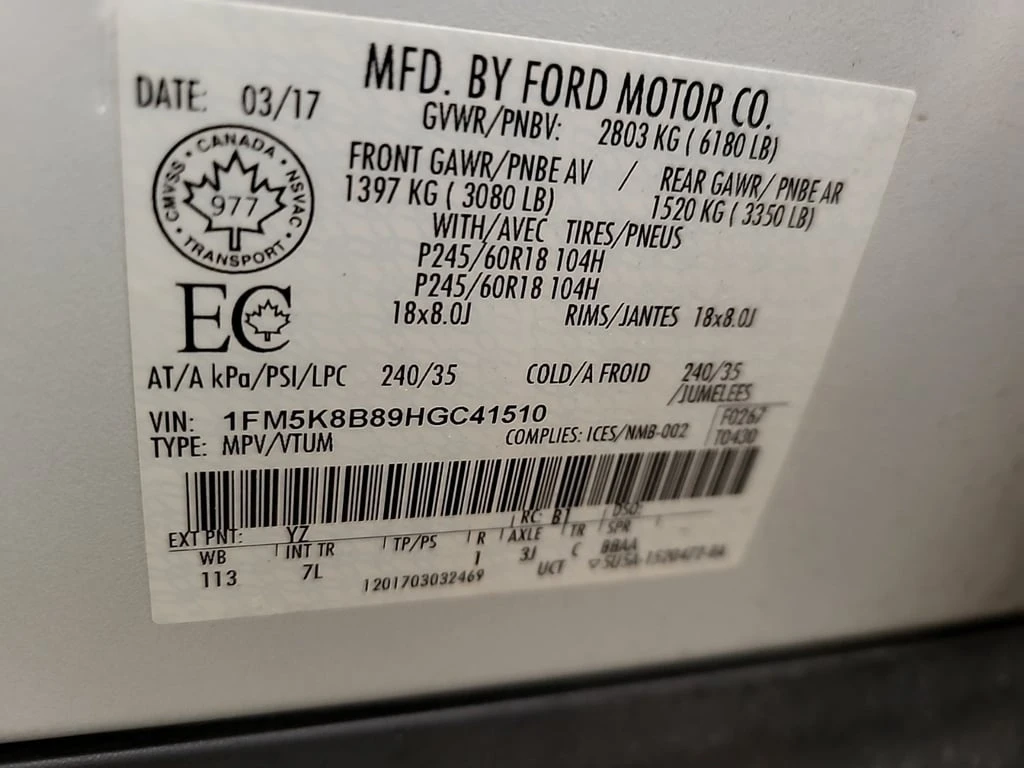 MFD. BY FORD MOTOR CO.
DATE: 03/17
GVWR/PNBV: 2803 KG ( 6180 LB)
CMVSS • CANADA • NSVAC • TRANSPORT •
977
FRONT GAWR/PNBE AV / REAR GAWR/ PNBE AR
1397 KG ( 3080 LB) 1520 KG ( 3350 LB)
WITH/AVEC TIRES/PNEUS
P245/60R18 104H
P245/60R18 104H
EC
18x8.0J RIMS/JANTES 18x8.0J
AT/A kPa/PSI/LPC 240/35 COLD/A FROID 240/35
/JUMELEES
VIN: 1FM5K8B89HGC41510 F0267
TYPE: MPV/VTUM COMPLIES: ICES/NMB-002 T0430
EXT PNT: YZ RC: B1 DSO:
WB INT TR TP/PS R AXLE TR SPR
113 7L 1 3J C BBAA
1201703032469 UCT